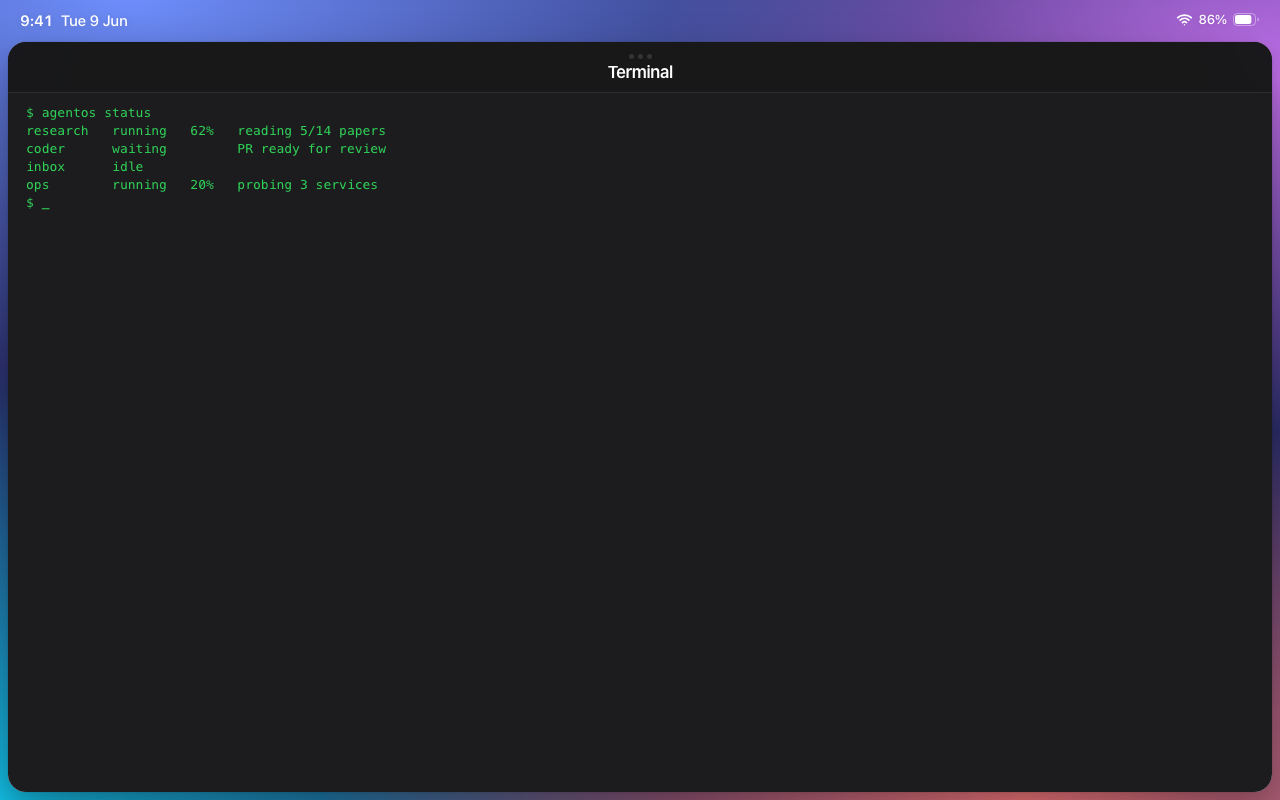 9:41 Tue 9 Jun
86%
Terminal
$ agentos status
research   running   62%   reading 5/14 papers
coder      waiting         PR ready for review
inbox      idle
ops        running   20%   probing 3 services
$ _